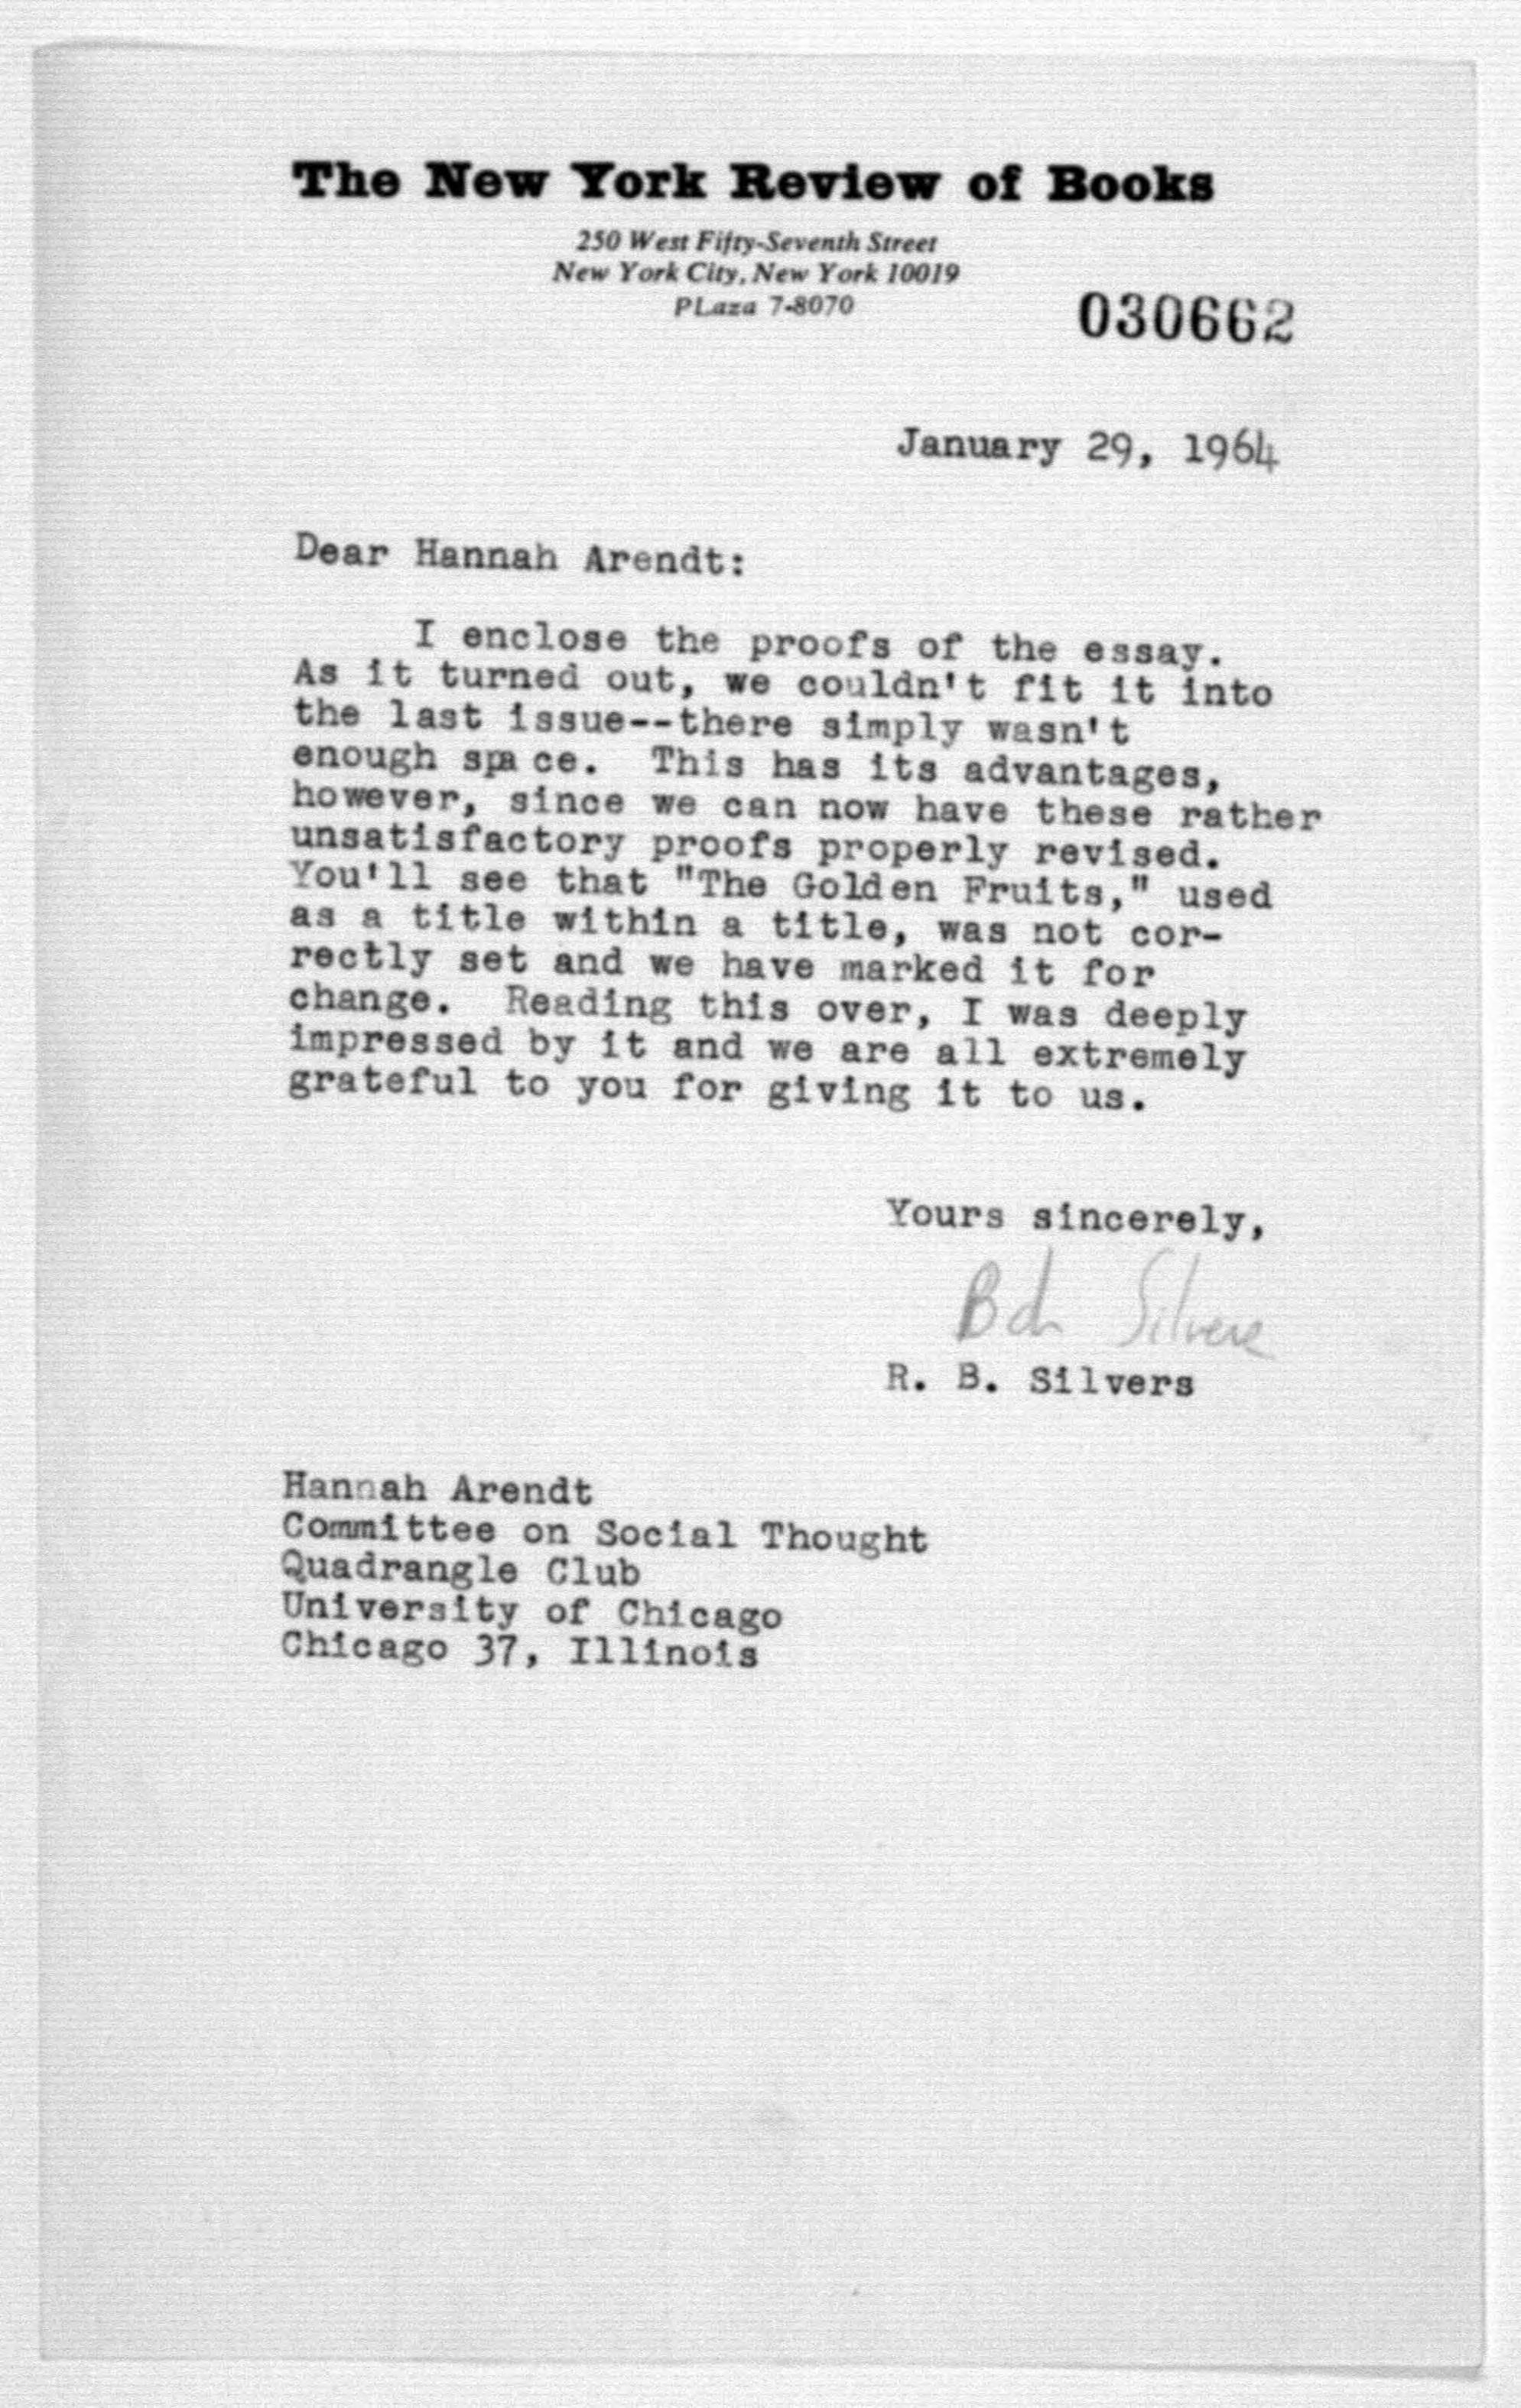 The New York Review of Books
250 West Fifty-Seventh Street
New York City, New York 10019
PLaza 7-8070
030662
January 29, 1964
Dear Hannah Arendt:
I enclose the proofs of the essay.
As it turned out, we couldn't fit it into
the last issue--there simply wasn't
enough spa ce. This has its advantages,
however, since we can now have these rather
unsatisfactory proofs properly revised.
You'll see that "The Golden Fruits," used
as a title within a title, was not cor-
rectly set and we have marked it for
change. Reading this over, I was deeply
impressed by it and we are all extremely
grateful to you for giving it to us.
Yours sincerely,
Bob Silvers
R. B. Silvers
Hannah Arendt
Committee on Social Thought
Quadrangle Club
University of Chicago
Chicago 37, Illinois